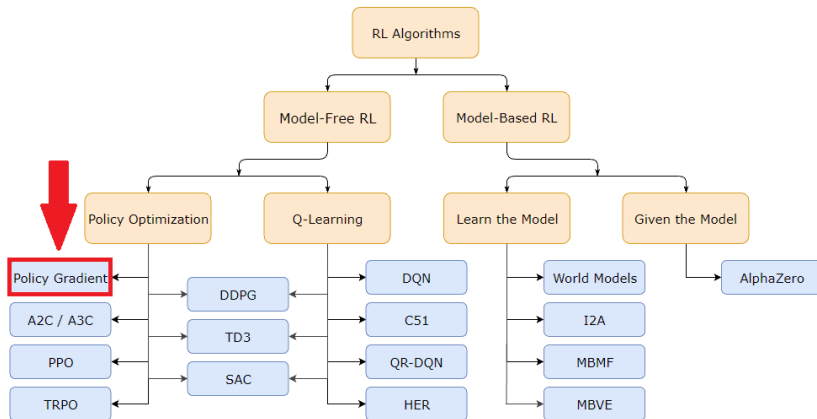 RL Algorithms
Model-Free RL
Model-Based RL
Policy Optimization
Q-Learning
Learn the Model
Given the Model
Policy Gradient
DDPG
DQN
World Models
AlphaZero
A2C / A3C
TD3
C51
I2A
PPO
SAC
QR-DQN
MBMF
TRPO
HER
MBVE